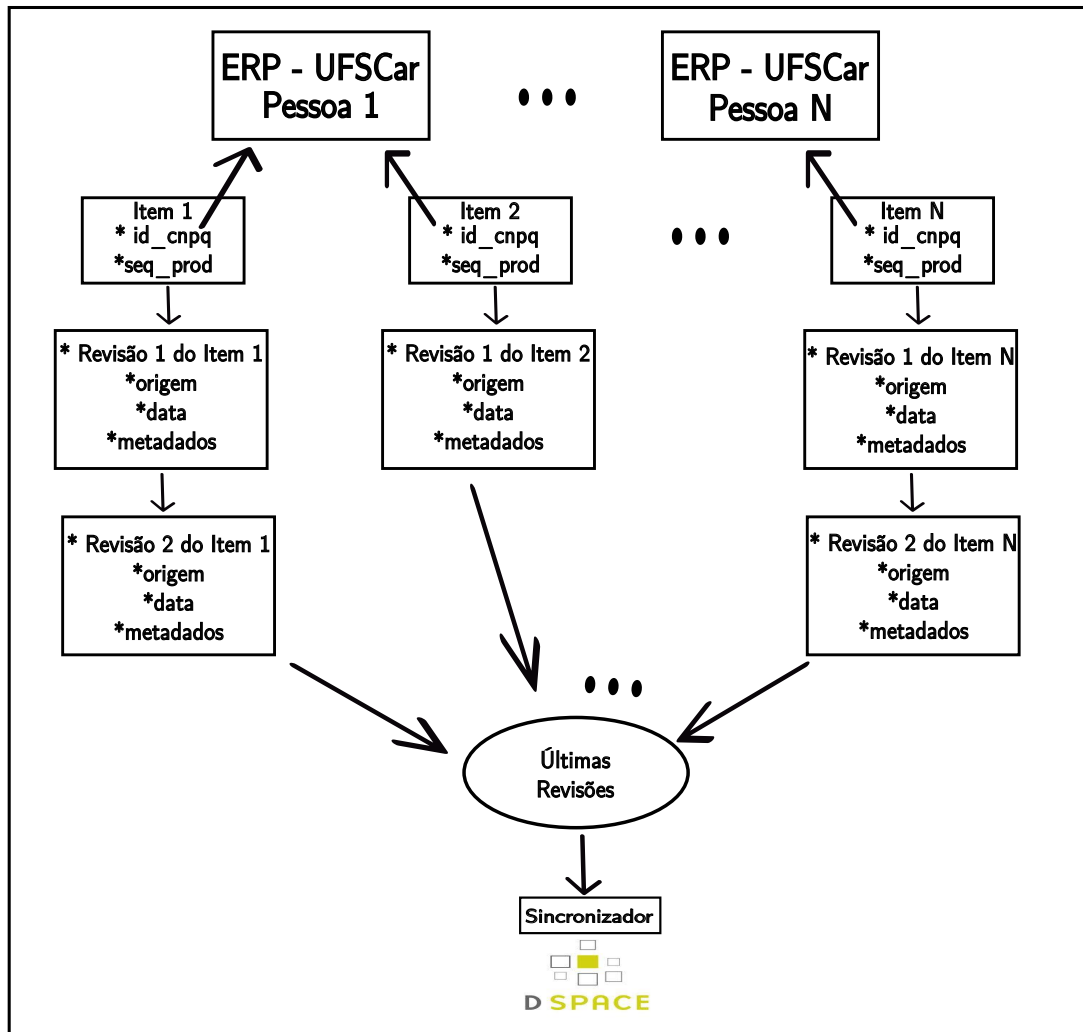 ERP - UFSCar
Pessoa 1
ERP - UFSCar
Pessoa N
Item 1
* id_cnpq
*seq_prod
Item 2
* id_cnpq
*seq_prod
Item N
* id_cnpq
*seq_prod
* Revisão 1 do Item 1
*origem
*data
*metadados
* Revisão 1 do Item 2
*origem
*data
*metadados
* Revisão 1 do Item N
*origem
*data
*metadados
* Revisão 2 do Item 1
*origem
*data
*metadados
* Revisão 2 do Item N
*origem
*data
*metadados
Últimas
Revisões
Sincronizador
D SPACE